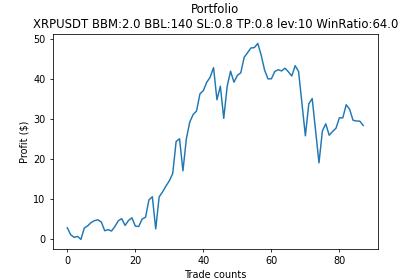 Portfolio
XRPUSDT BBM:2.0 BBL:140 SL:0.8 TP:0.8 lev:10 WinRatio:64.0
50
40
30
20
10
0
Profit ($)
0 20 40 60 80
Trade counts